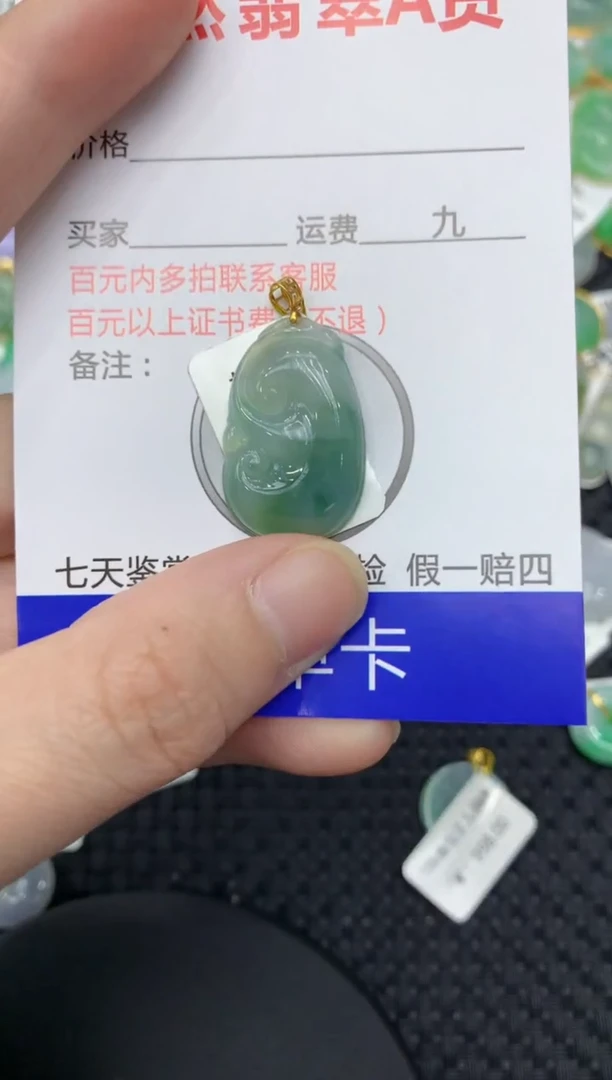 翡翠A货
价格
买家 运费 九
百元内多拍联系客服
百元以上证书费 不退）
备注：
七天鉴 检 假一赔四
卡